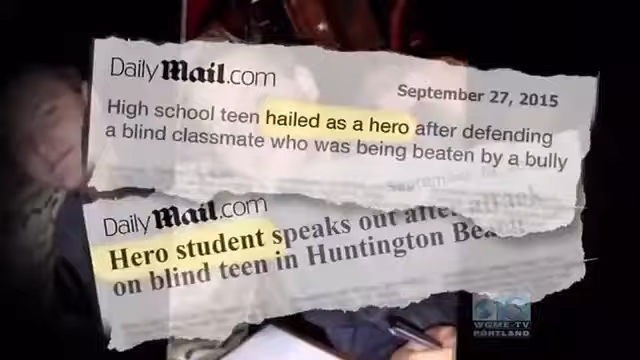 DailyMail.com
September 27, 2015
High school teen hailed as a hero after defending
a blind classmate who was being beaten by a bully
DailyMail.com
Hero student speaks out after attack
on blind teen in Huntington
WGME-TV
PORTLAND